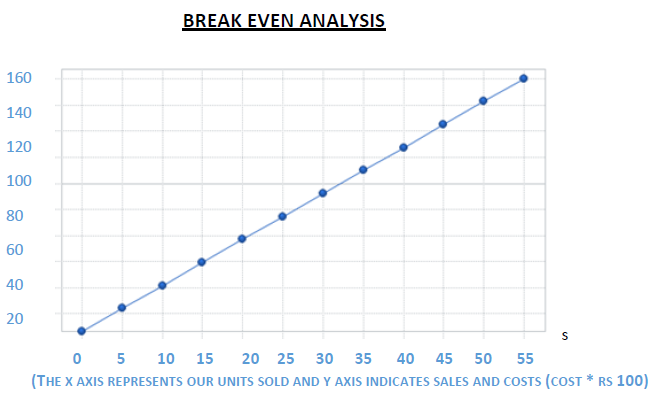 BREAK EVEN ANALYSIS
160
140
120
100
80
60
40
20
s
0 5 10 15 20 25 30 35 40 45 50 55
(THE X AXIS REPRESENTS OUR UNITS SOLD AND Y AXIS INDICATES SALES AND COSTS (COST * RS 100)